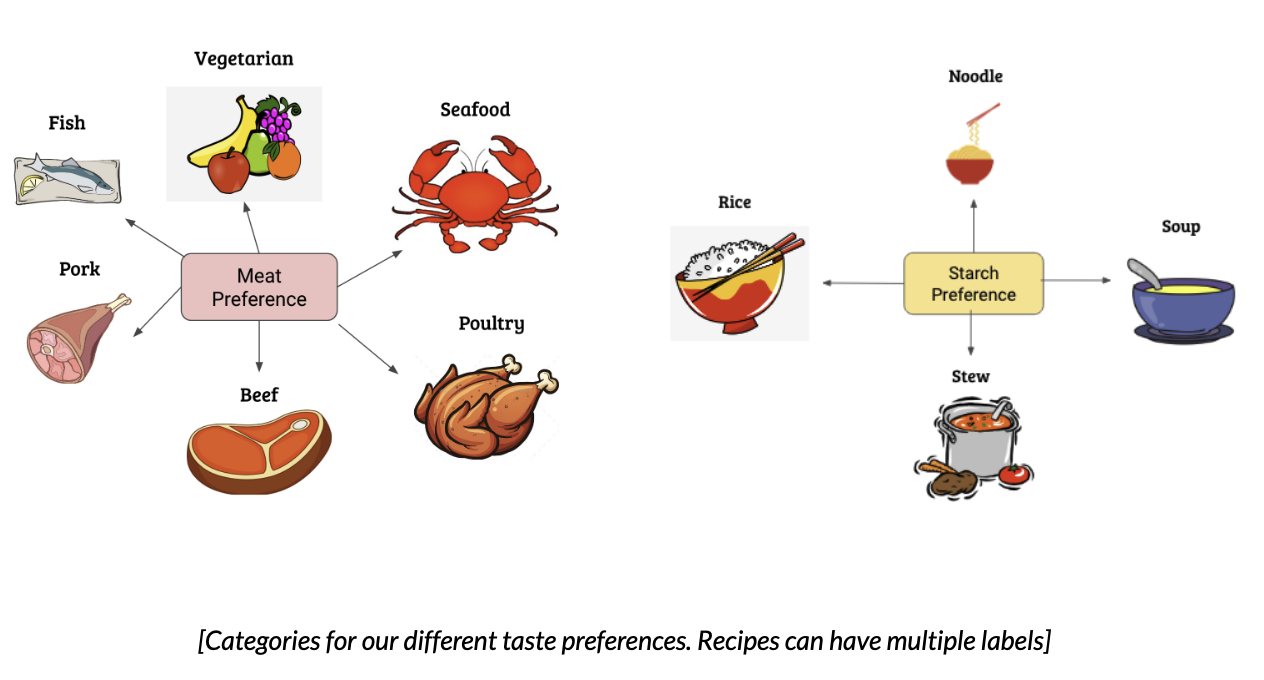 Vegetarian
Fish
Seafood
Pork
Meat
Preference
Poultry
Beef
Noodle
Rice
Soup
Starch
Preference
Stew
[Categories for our different taste preferences. Recipes can have multiple labels]